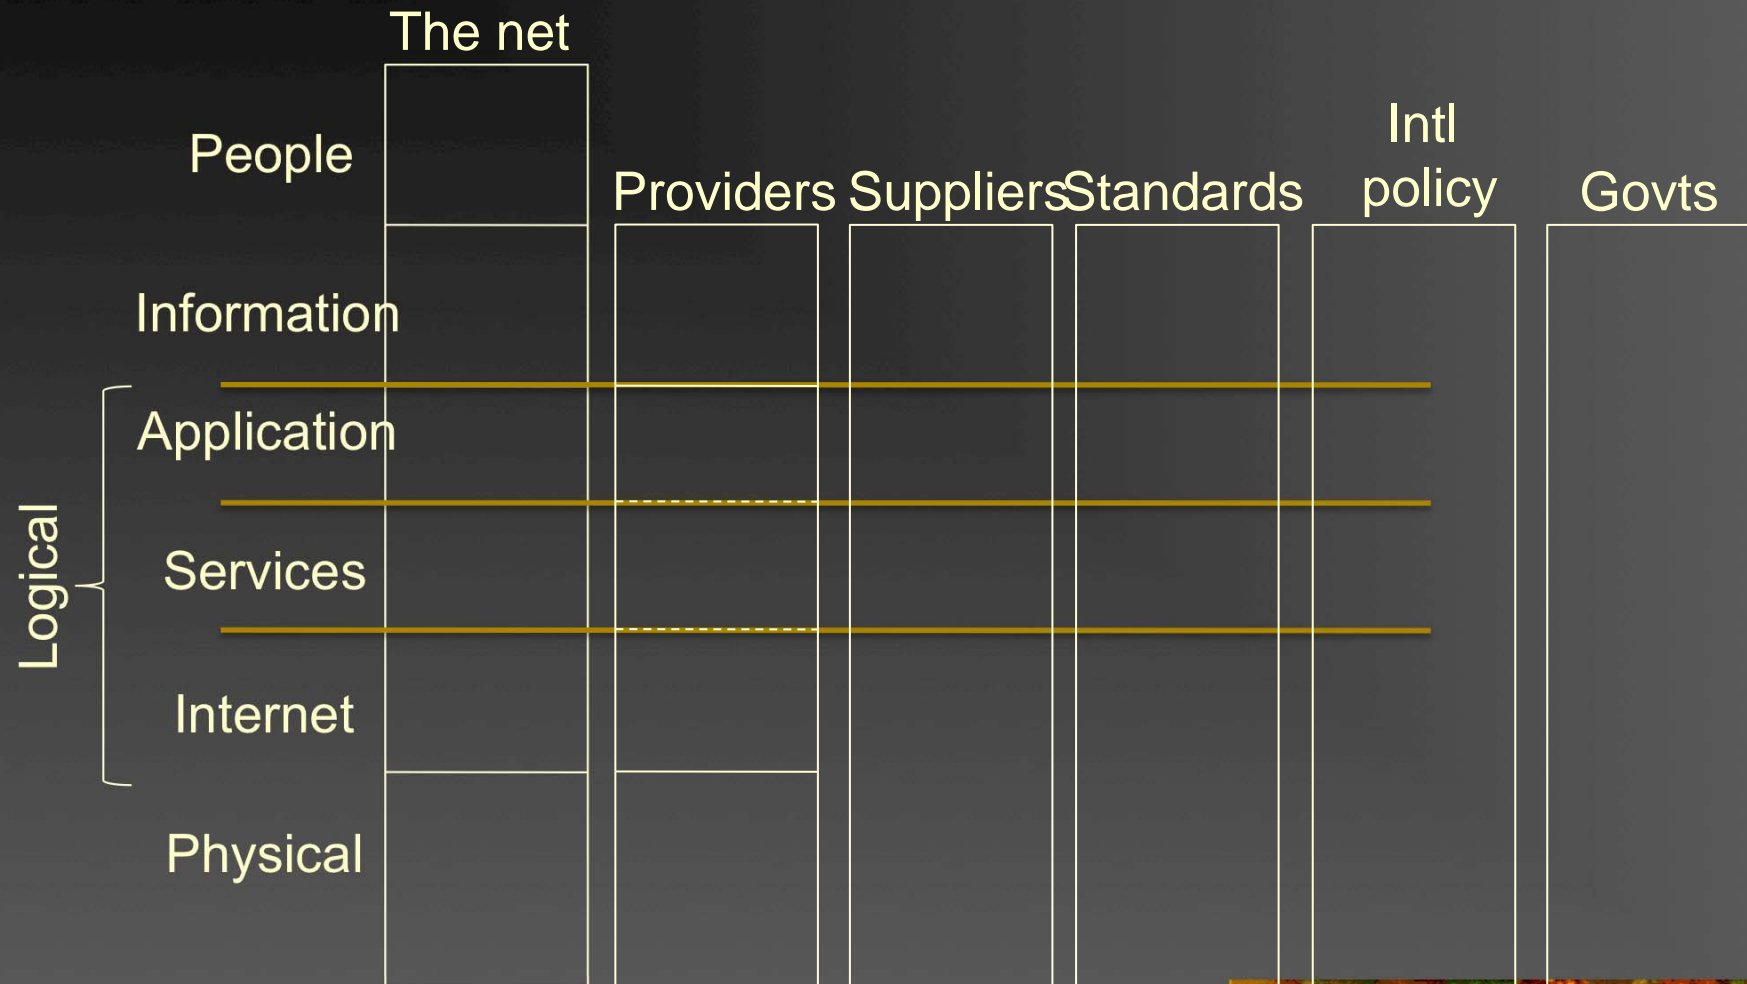 The net
Intl
People
Providers
Suppliers
Standards
policy
Govts
Information
Application
Logical
Services
Internet
Physical